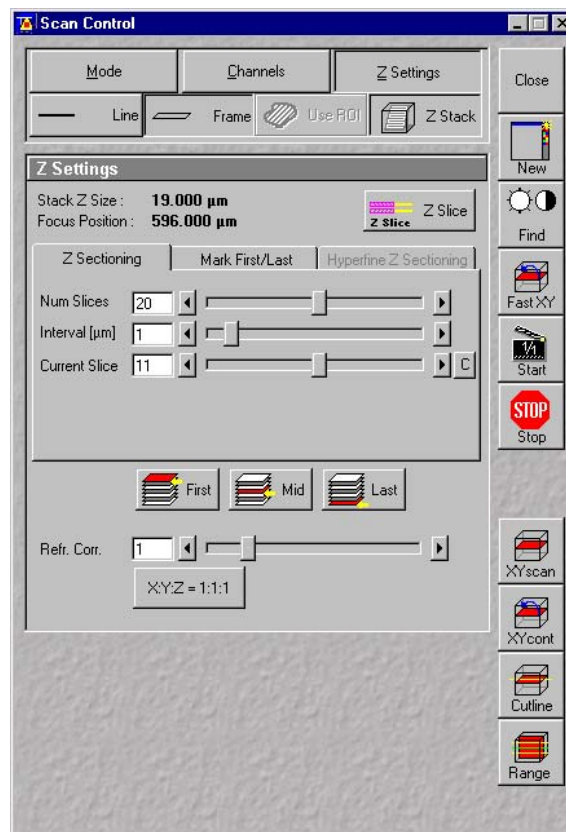 Scan Control
Mode
Channels
Z Settings
Line
Frame
Use ROI
Z Stack
Z Settings
Stack Z Size : 19.000 µm
Focus Position : 596.000 µm
Z Slice
Z Slice
Z Sectioning
Mark First/Last
Hyperfine Z Sectioning
Num Slices 20
Interval [µm] 1
Current Slice 11
C
First
Mid
Last
Refr. Corr. 1
X:Y:Z = 1:1:1
Close
New
Find
Fast XY
1/1
Start
STOP
Stop
XYscan
XYcont
Cutline
Range